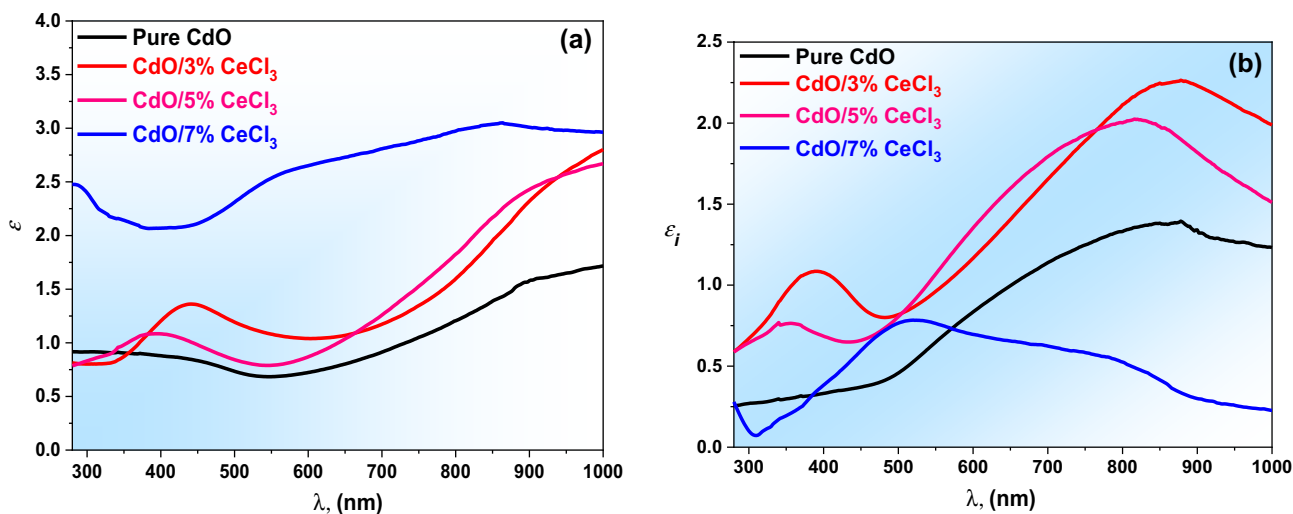 (a)
Pure CdO
CdO/3% CeCl₃
CdO/5% CeCl₃
CdO/7% CeCl₃
4.0
3.5
3.0
2.5
2.0
1.5
1.0
0.5
0.0
ε
300 400 500 600 700 800 900 1000
λ, (nm)
(b)
Pure CdO
CdO/3% CeCl₃
CdO/5% CeCl₃
CdO/7% CeCl₃
2.5
2.0
1.5
1.0
0.5
0.0
εᵢ
300 400 500 600 700 800 900 1000
λ, (nm)